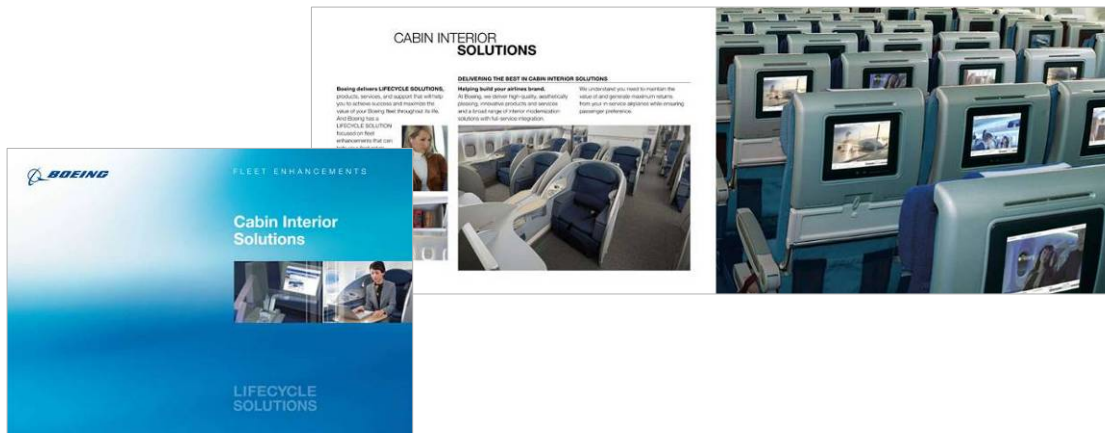 BOEING
FLEET ENHANCEMENTS
Cabin Interior
Solutions
LIFECYCLE
SOLUTIONS
CABIN INTERIOR
SOLUTIONS
Boeing delivers LIFECYCLE SOLUTIONS,
products, services, and support that will help
you to achieve success and maximize the
value of your Boeing fleet throughout its life.
And Boeing has a
LIFECYCLE SOLUTION
focused on fleet
enhancements that can
DELIVERING THE BEST IN CABIN INTERIOR SOLUTIONS
Helping build your airlines brand.
At Boeing, we deliver high-quality, aesthetically
pleasing, innovative products and services
and a broad range of interior modernization
solutions with full-service integration.
We understand you need to maintain the
value of and generate maximum returns
from your in-service airplanes while ensuring
passenger preference.